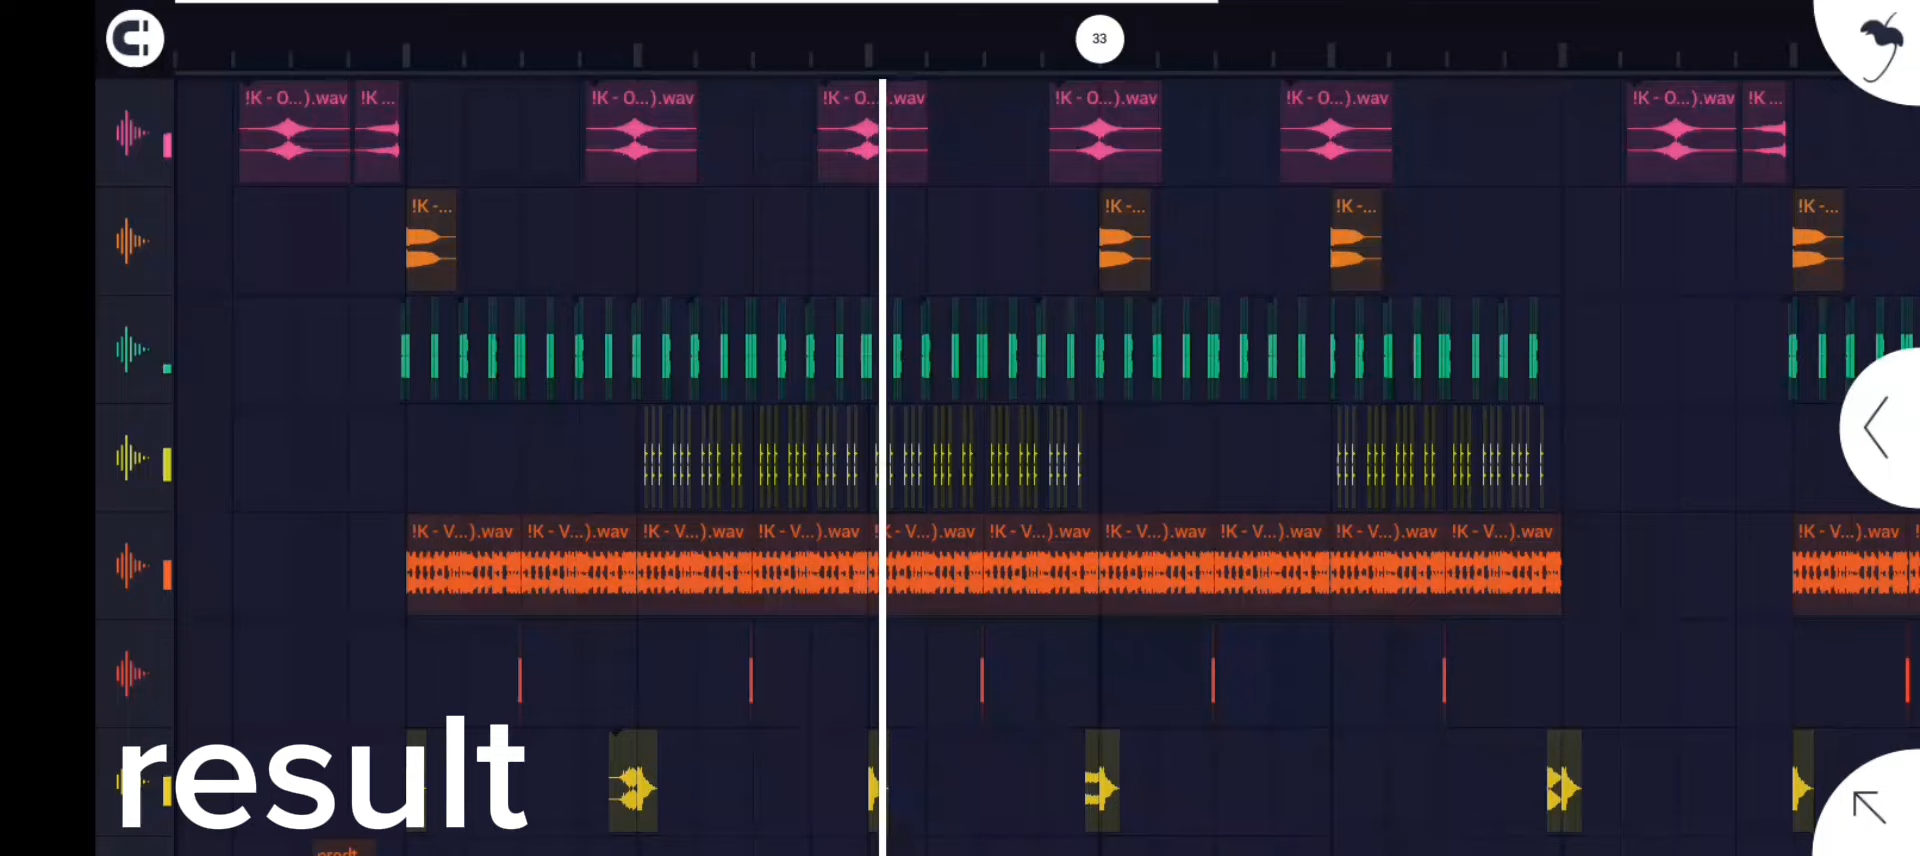 33
!K - O...).wav !K ... !K - O...).wav !K - O... .wav !K - O...).wav !K - O...).wav !K - O...).wav !K ...
!K -... !K -... !K -... !K -...
!K - V...).wav !K - V...).wav !K - V...).wav !K - V...).wav !K - V...).wav !K - V...).wav !K - V...).wav !K - V...).wav !K - V...).wav !K - V...).wav !K - V...).wav
result